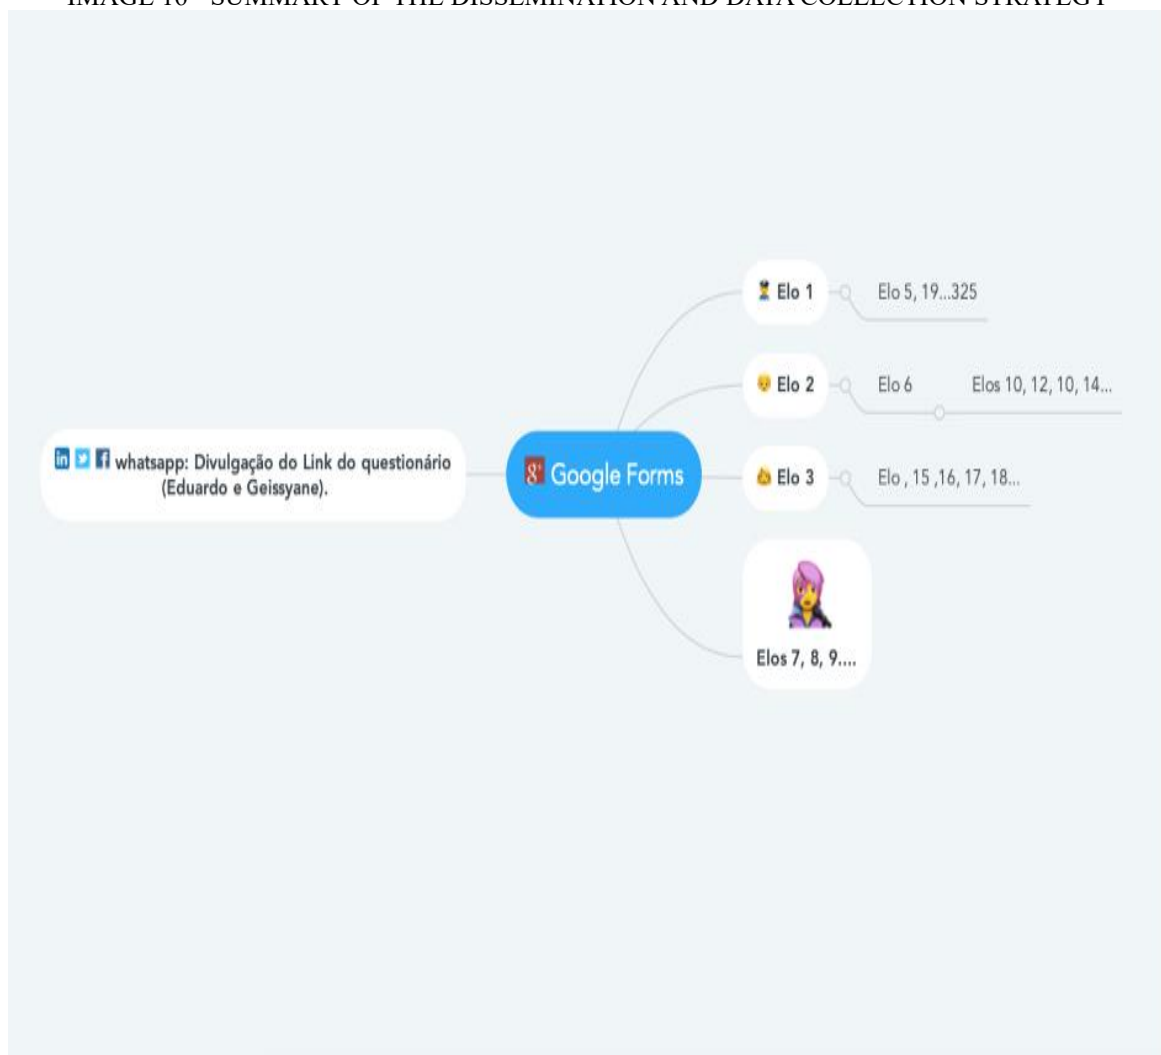 IMAGE 10 - SUMMARY OF THE DISSEMINATION AND DATA COLLECTION STRATEGY
Elo 1
Elo 5, 19...325
Elo 2
Elo 6
Elos 10, 12, 10, 14...
whatsapp: Divulgação do Link do questionário
(Eduardo e Geissyane).
Google Forms
Elo 3
Elo , 15 ,16, 17, 18...
Elos 7, 8, 9....